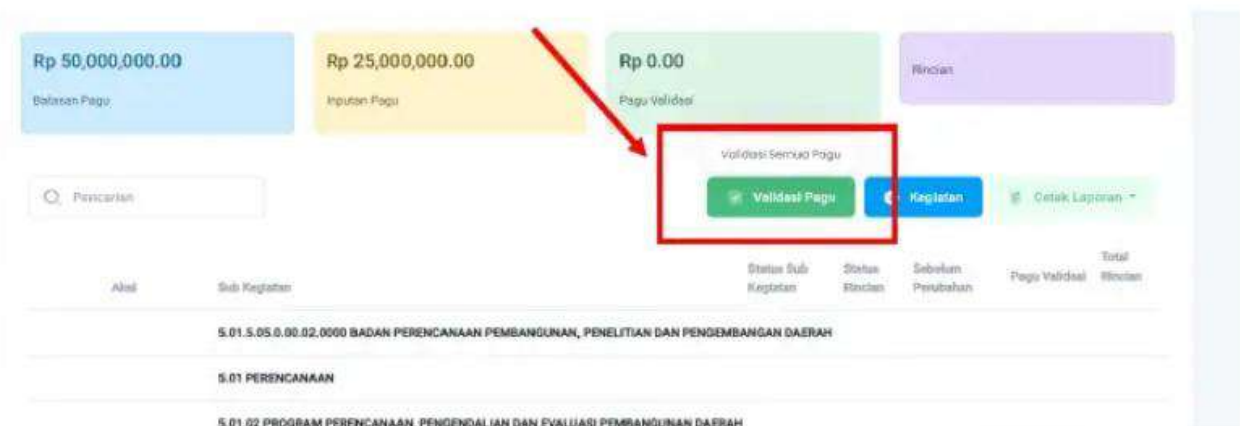 Rp 50,000,000.00
Batasan Pagu
Rp 25,000,000.00
Inputan Pagu
Rp 0.00
Pagu Validasi
Rincian
Validasi Semua Pagu
Pencarian
Validasi Pagu
Kegiatan
Cetak Laporan
Aksi
Sub Kegiatan
Status Sub
Kegiatan
Status
Rincian
Sebelum
Perubahan
Pagu Validasi
Total
Rincian
5.01.5.05.0.00.02.0000 BADAN PERENCANAAN PEMBANGUNAN, PENELITIAN DAN PENGEMBANGAN DAERAH
5.01 PERENCANAAN
5.01.02 PROGRAM PERENCANAAN, PENGENDALIAN DAN EVALUASI PEMBANGUNAN DAERAH